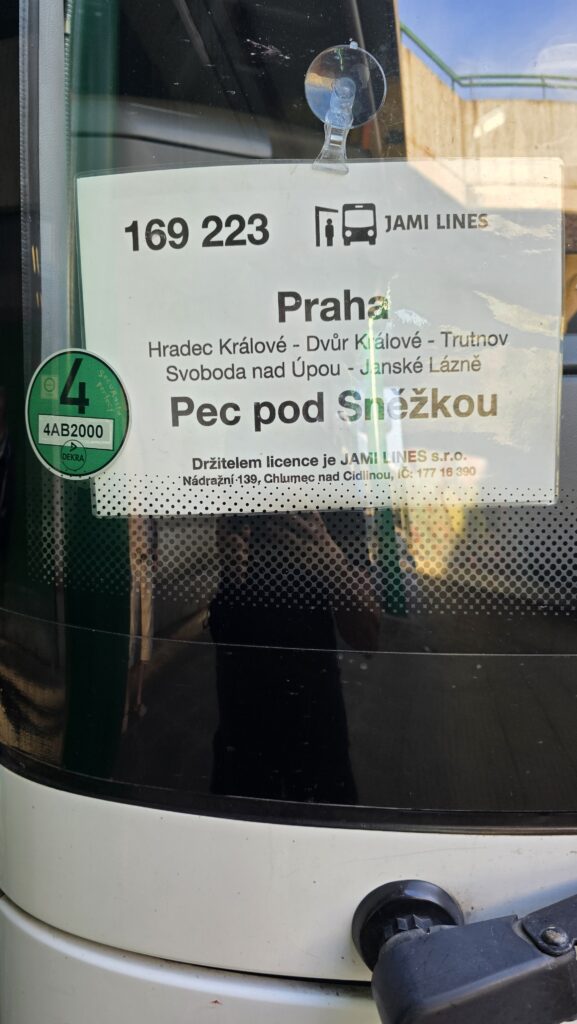 169 223
JAMI LINES
Praha
Hradec Králové - Dvůr Králové - Trutnov
Svoboda nad Úpou - Janské Lázně
Pec pod Sněžkou
Držitelem licence je JAMI LINES s.r.o.
Nádražní 139, Chlumec nad Cidlinou, IČ: 177 16 390
4
4AB2000
DEKRA